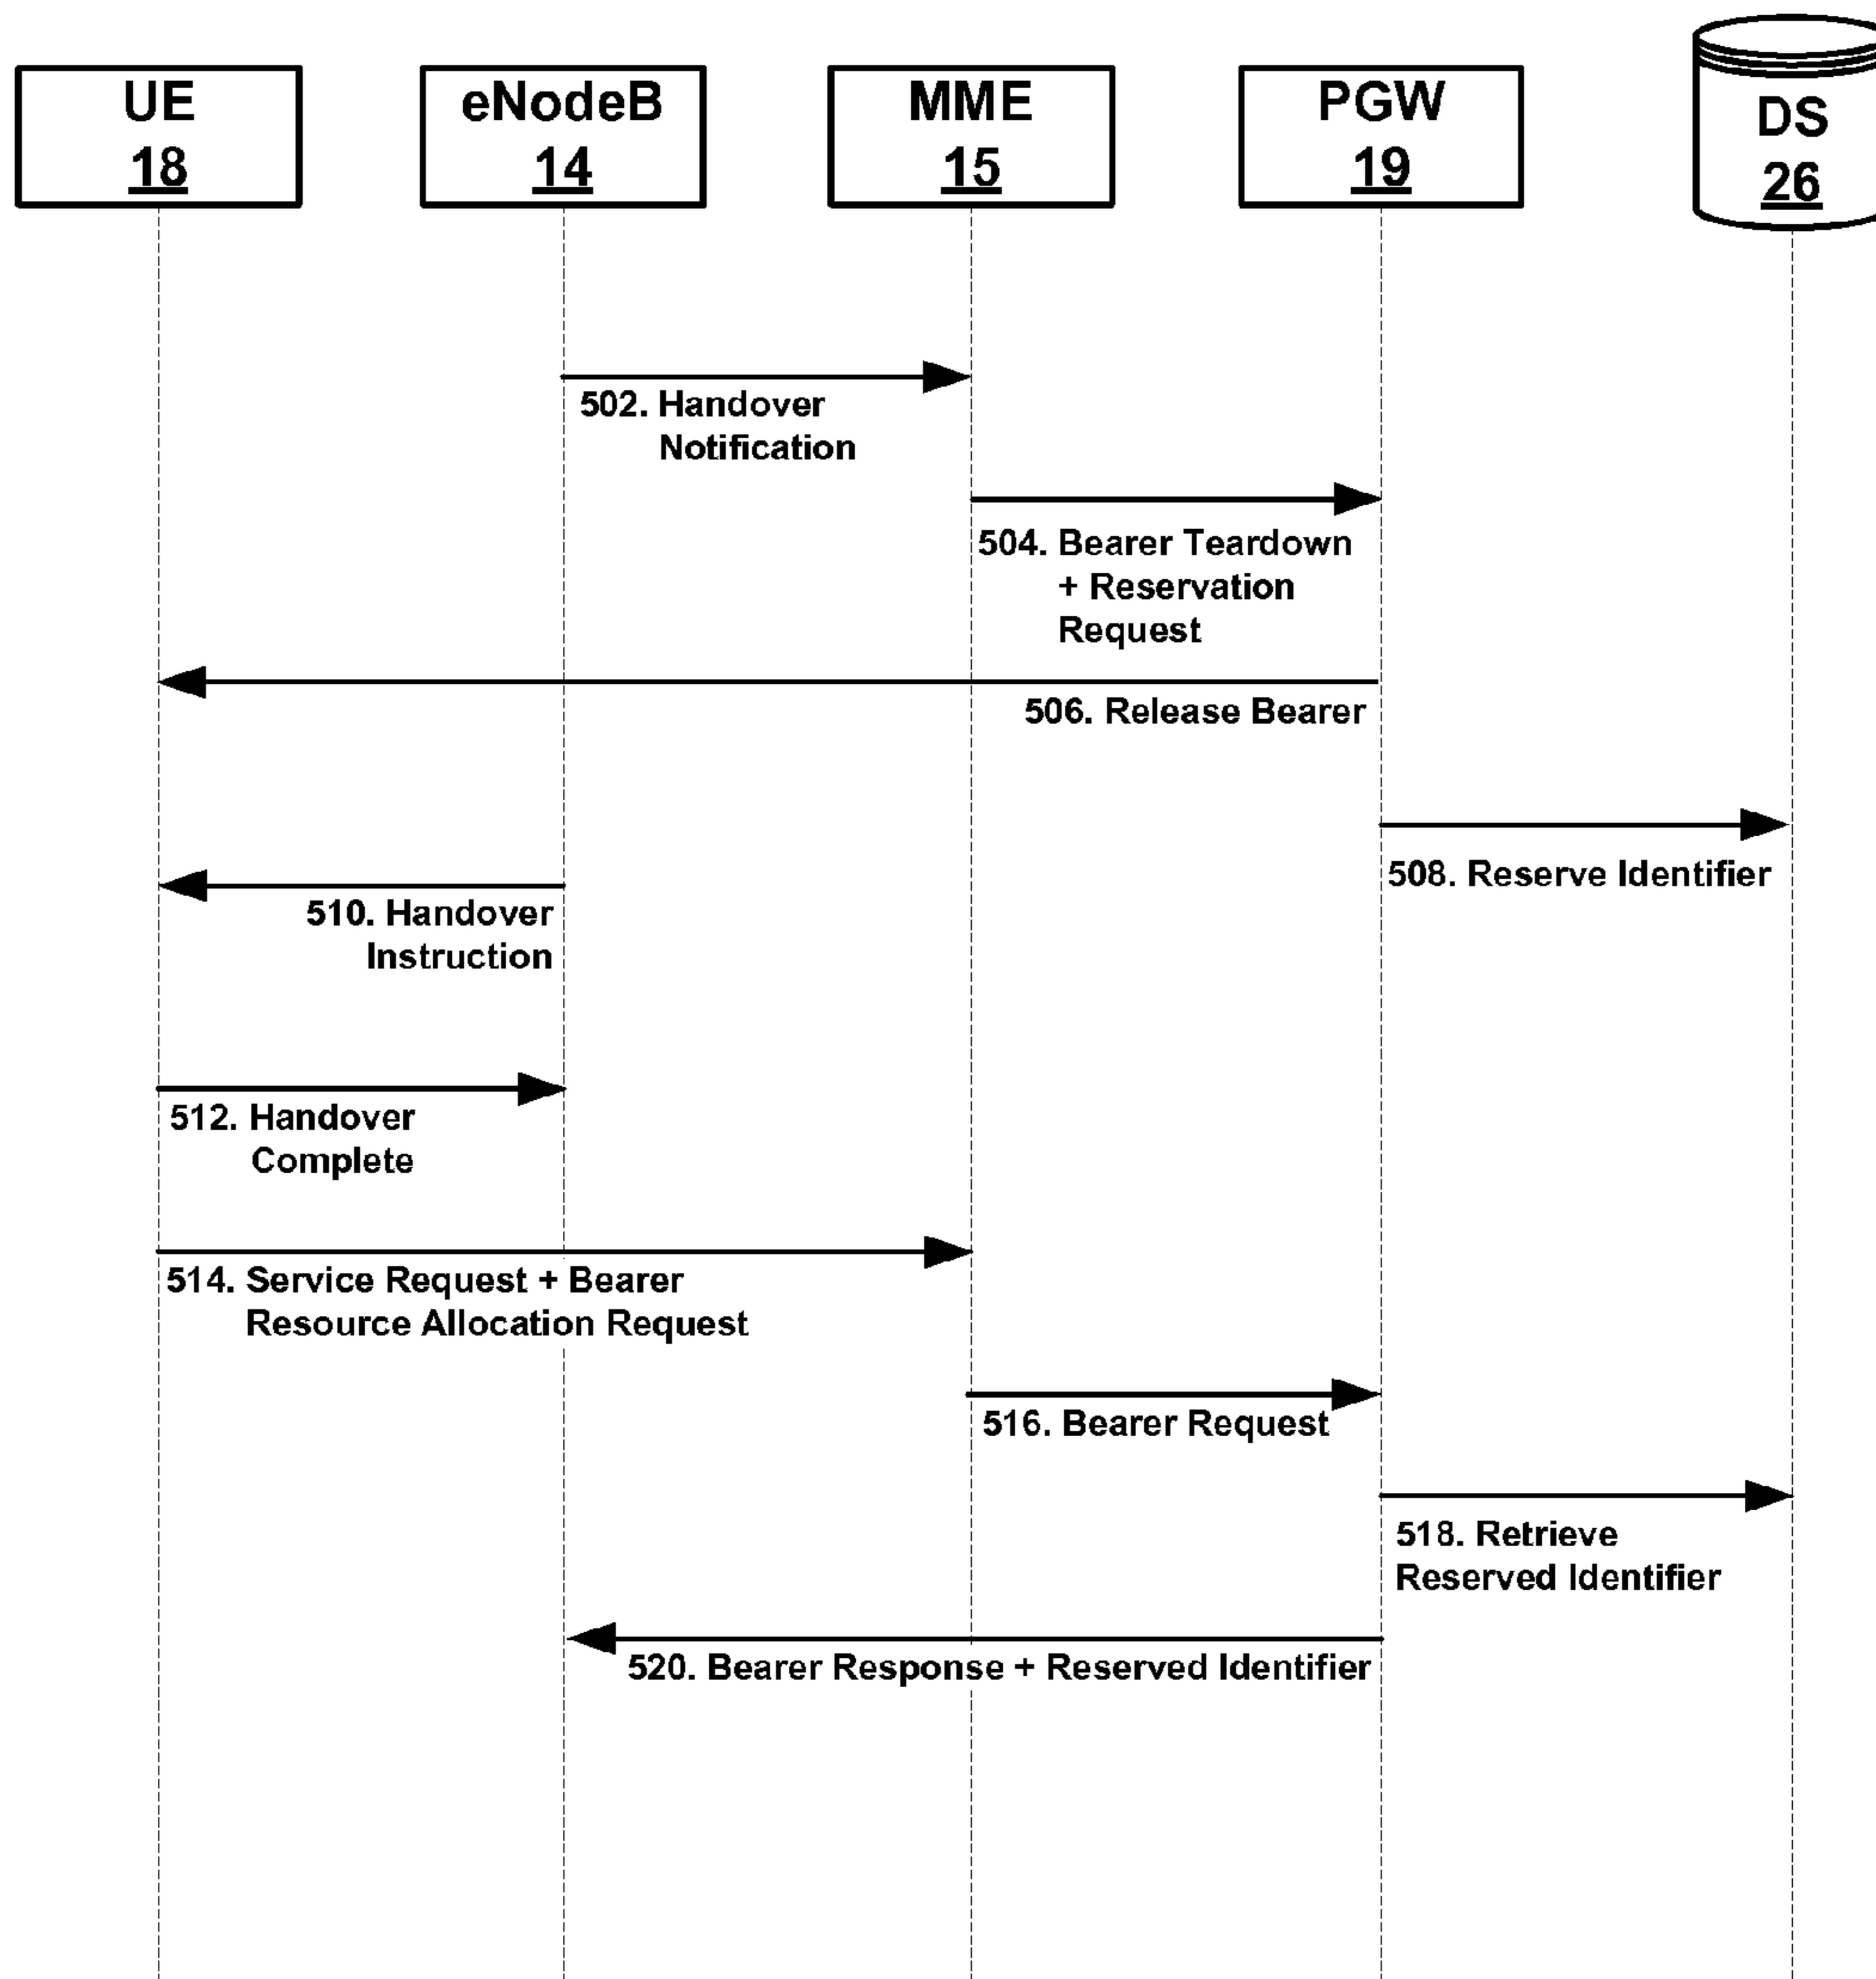 UE
18
eNodeB
14
MME
15
PGW
19
DS
26
502. Handover
Notification
504. Bearer Teardown
+ Reservation
Request
506. Release Bearer
508. Reserve Identifier
510. Handover
Instruction
512. Handover
Complete
514. Service Request + Bearer
Resource Allocation Request
516. Bearer Request
518. Retrieve
Reserved Identifier
520. Bearer Response + Reserved Identifier